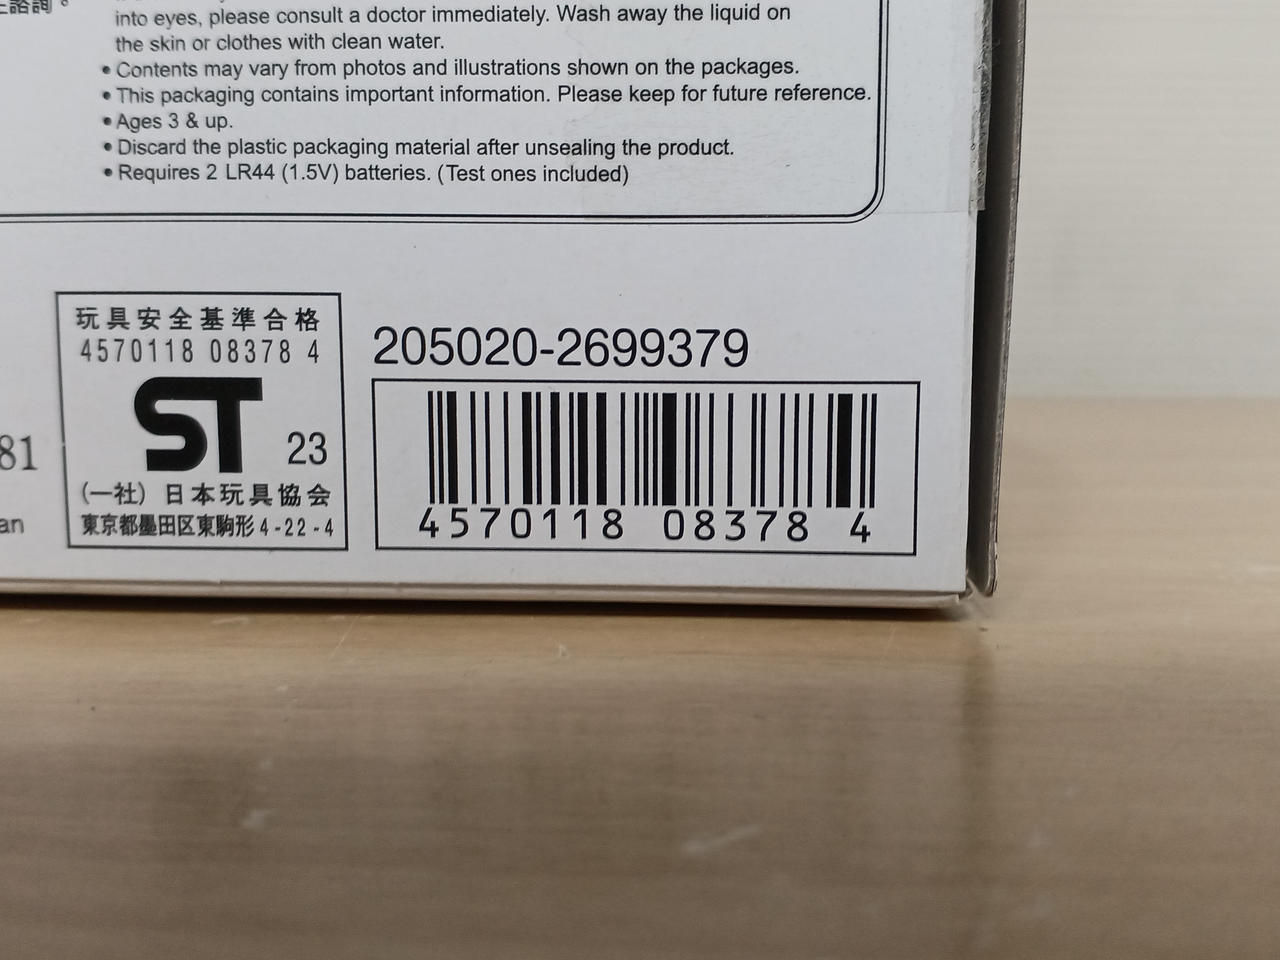 諮詢。
into eyes, please consult a doctor immediately. Wash away the liquid on
the skin or clothes with clean water.
• Contents may vary from photos and illustrations shown on the packages.
• This packaging contains important information. Please keep for future reference.
• Ages 3 & up.
• Discard the plastic packaging material after unsealing the product.
• Requires 2 LR44 (1.5V) batteries. (Test ones included)
玩具安全基準合格
4570118 08378 4
ST 23
(一社) 日本玩具協会
東京都墨田区東駒形4-22-4
81
an
205020-2699379
4570118 08378 4